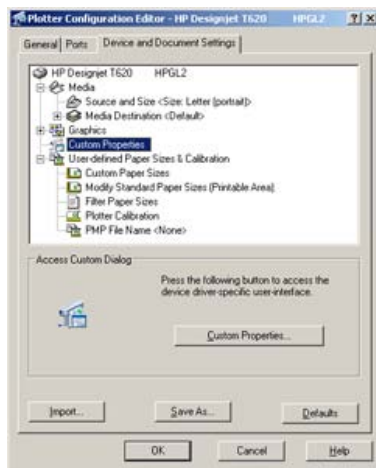 Plotter Configuration Editor - HP Designjet T620 HPGL2
General Ports Device and Document Settings
HP Designjet T620 HPGL2
Media
Source and Size <Size: Letter (portrait)>
Media Destination <Default>
Graphics
Custom Properties
User-defined Paper Sizes & Calibration
Custom Paper Sizes
Modify Standard Paper Sizes (Printable Area)
Filter Paper Sizes
Plotter Calibration
PMP File Name <None>
Access Custom Dialog
Press the following button to access the
device driver-specific user-interface.
Custom Properties...
Import... Save As... Defaults
OK Cancel Help